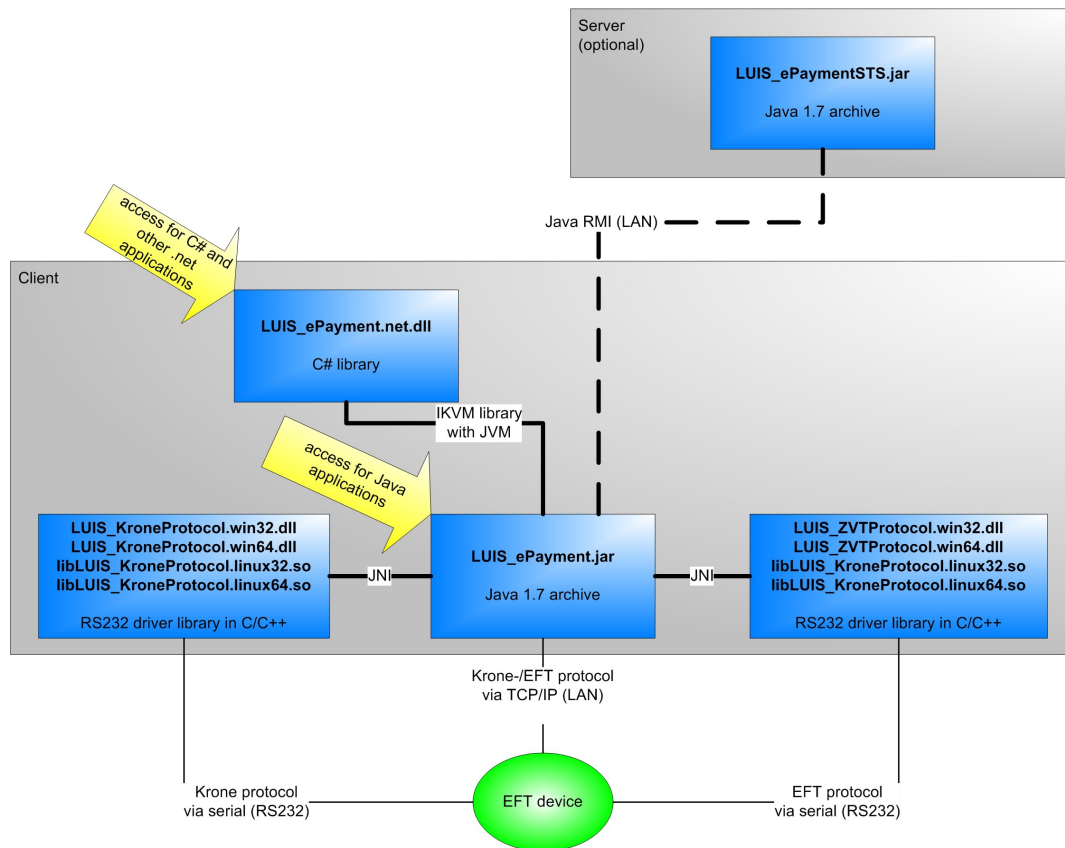 Server
(optional)
LUIS_ePaymentSTS.jar
Java 1.7 archive
Java RMI (LAN)
access for C# and
other .net
applications
Client
LUIS_ePayment.net.dll
C# library
IKVM library
with JVM
access for Java
applications
LUIS_KroneProtocol.win32.dll
LUIS_KroneProtocol.win64.dll
libLUIS_KroneProtocol.linux32.so
libLUIS_KroneProtocol.linux64.so
RS232 driver library in C/C++
JNI
LUIS_ePayment.jar
Java 1.7 archive
JNI
LUIS_ZVTProtocol.win32.dll
LUIS_ZVTProtocol.win64.dll
libLUIS_KroneProtocol.linux32.so
libLUIS_KroneProtocol.linux64.so
RS232 driver library in C/C++
Krone-/EFT protocol
via TCP/IP (LAN)
Krone protocol
via serial (RS232)
EFT device
EFT protocol
via serial (RS232)